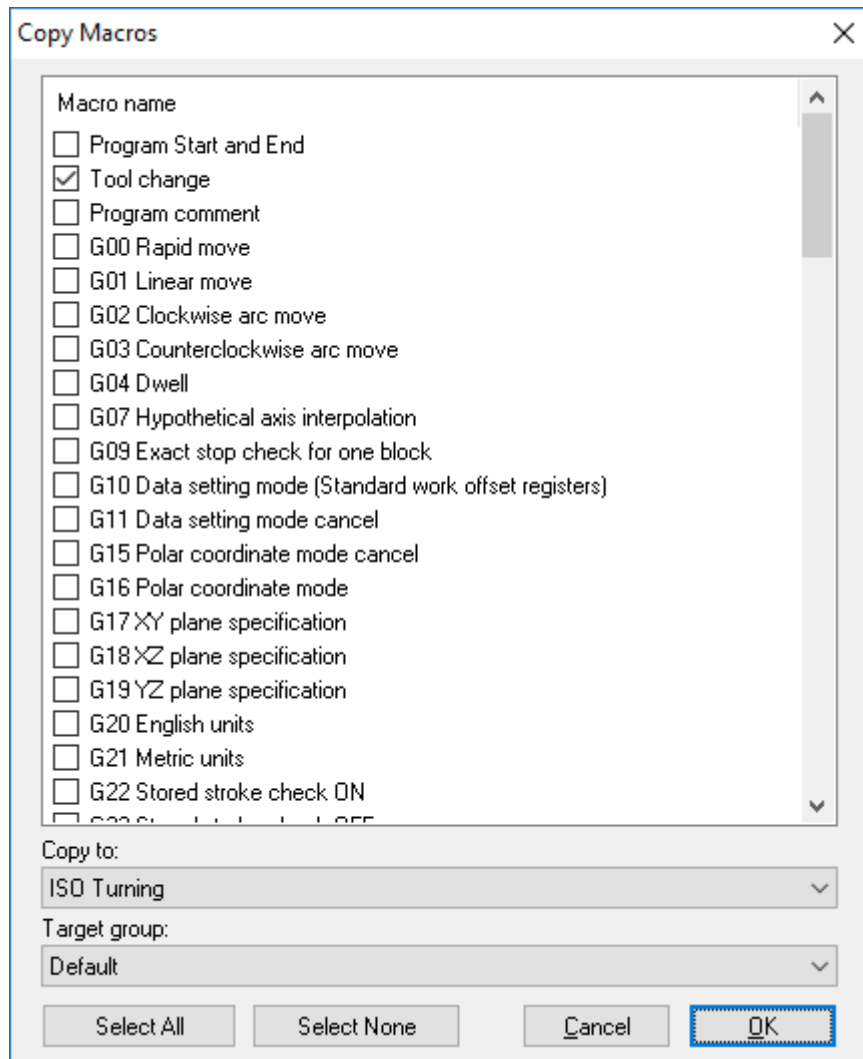 Copy Macros
Macro name
Program Start and End
Tool change
Program comment
G00 Rapid move
G01 Linear move
G02 Clockwise arc move
G03 Counterclockwise arc move
G04 Dwell
G07 Hypothetical axis interpolation
G09 Exact stop check for one block
G10 Data setting mode (Standard work offset registers)
G11 Data setting mode cancel
G15 Polar coordinate mode cancel
G16 Polar coordinate mode
G17 XY plane specification
G18 XZ plane specification
G19 YZ plane specification
G20 English units
G21 Metric units
G22 Stored stroke check ON
Copy to:
ISO Turning
Target group:
Default
Select All Select None Cancel OK